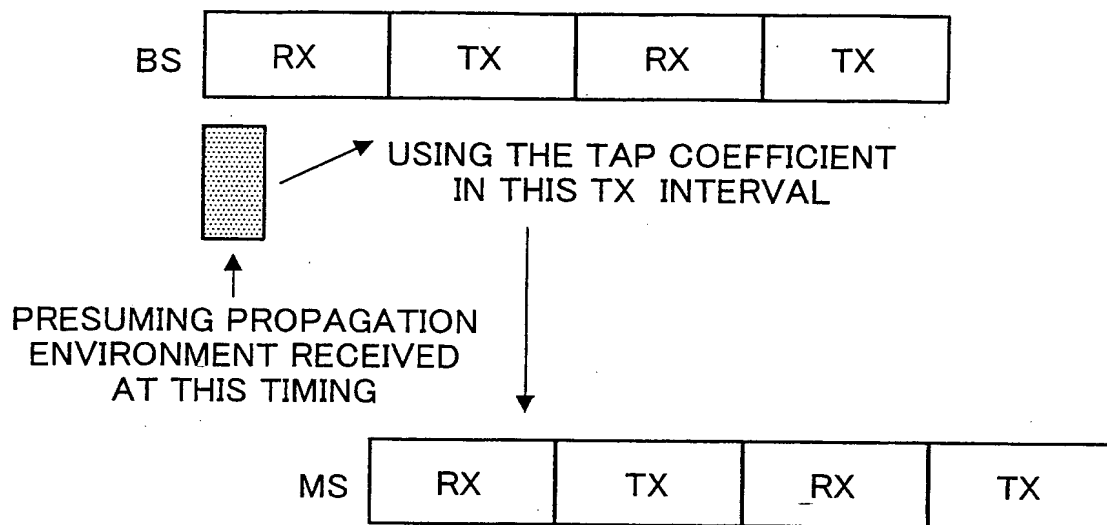 BS RX TX RX TX
USING THE TAP COEFFICIENT
IN THIS TX INTERVAL
PRESUMING PROPAGATION
ENVIRONMENT RECEIVED
AT THIS TIMING
MS RX TX RX TX